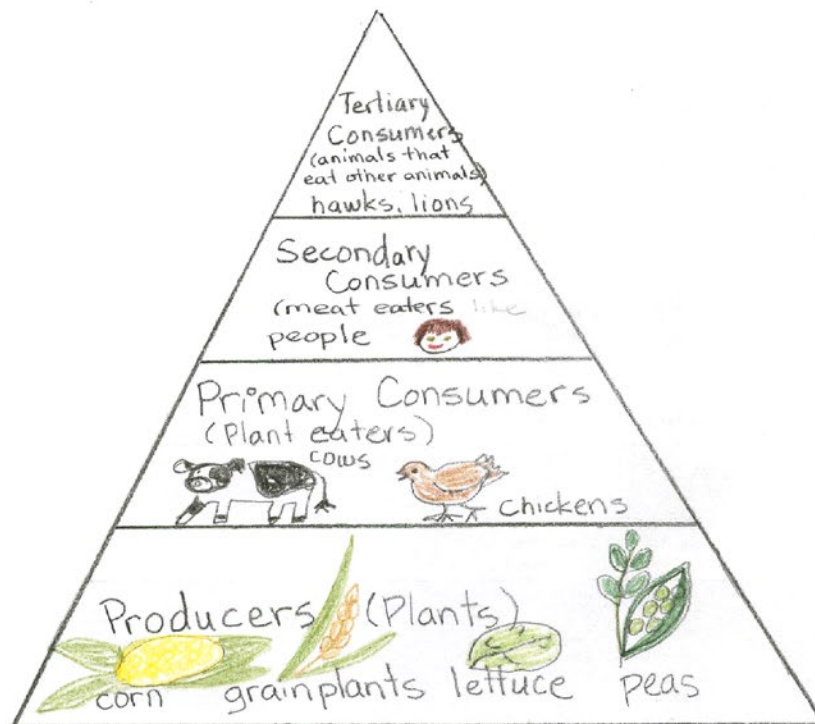 Tertiary
Consumers
(animals that
eat other animals)
hawks, lions
Secondary
Consumers
(meat eaters like
people
Primary Consumers
(Plant eaters)
cows
chickens
Producers (Plants)
corn grainplants lettuce peas